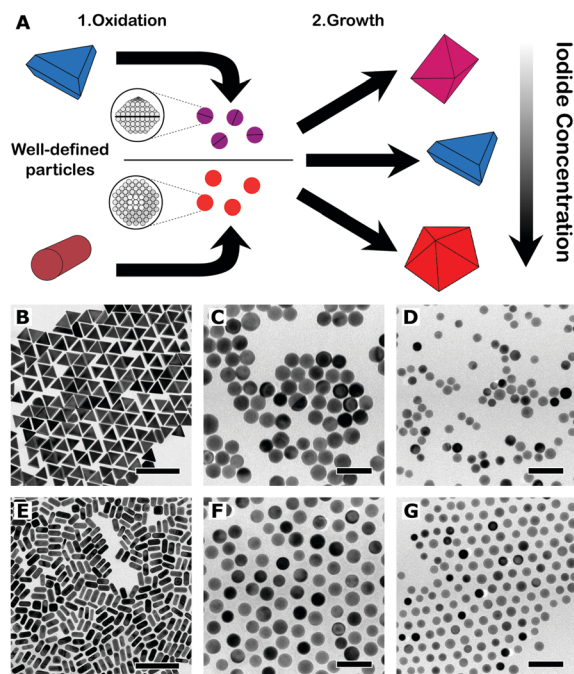 A
1.Oxidation
2.Growth
Well-defined
particles
Iodide Concentration
B
C
D
E
F
G